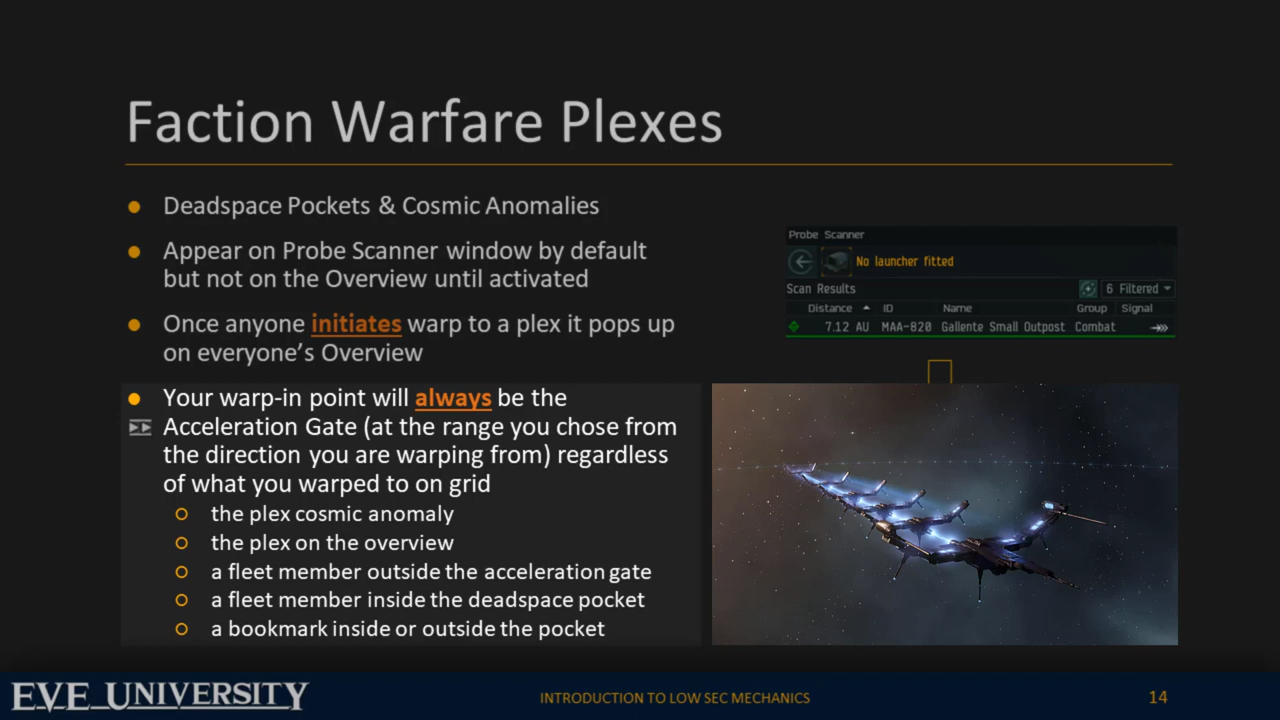 Faction Warfare Plexes
Deadspace Pockets & Cosmic Anomalies
Appear on Probe Scanner window by default
but not on the Overview until activated
Once anyone initiates warp to a plex it pops up
on everyone's Overview
Your warp-in point will always be the
Acceleration Gate (at the range you chose from
the direction you are warping from) regardless
of what you warped to on grid
the plex cosmic anomaly
the plex on the overview
a fleet member outside the acceleration gate
a fleet member inside the deadspace pocket
a bookmark inside or outside the pocket
Probe Scanner
No launcher fitted
Scan Results 6 Filtered
Distance ID Name Group Signal
7.12 AU MAA-820 Gallente Small Outpost Combat
EVE UNIVERSITY
INTRODUCTION TO LOW SEC MECHANICS
14